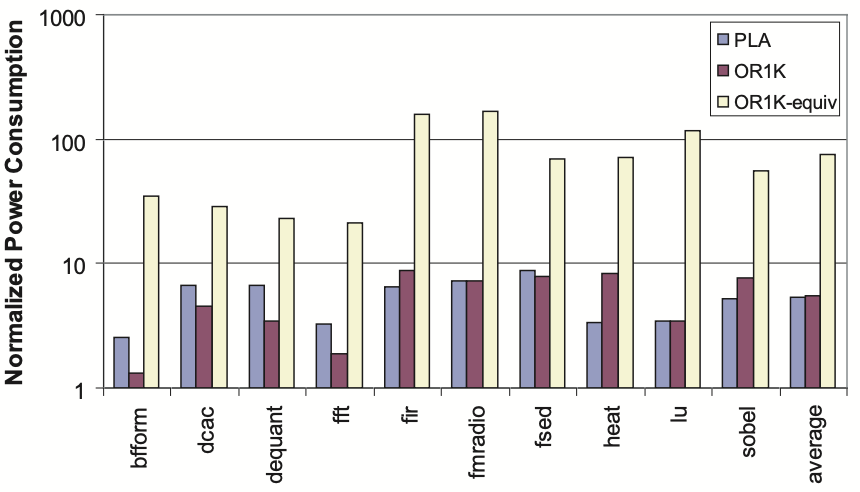 Normalized Power Consumption
1000
100
10
1
PLA
OR1K
OR1K-equiv
bfform
dcac
dequant
fft
fir
fmradio
fsed
heat
lu
sobel
average